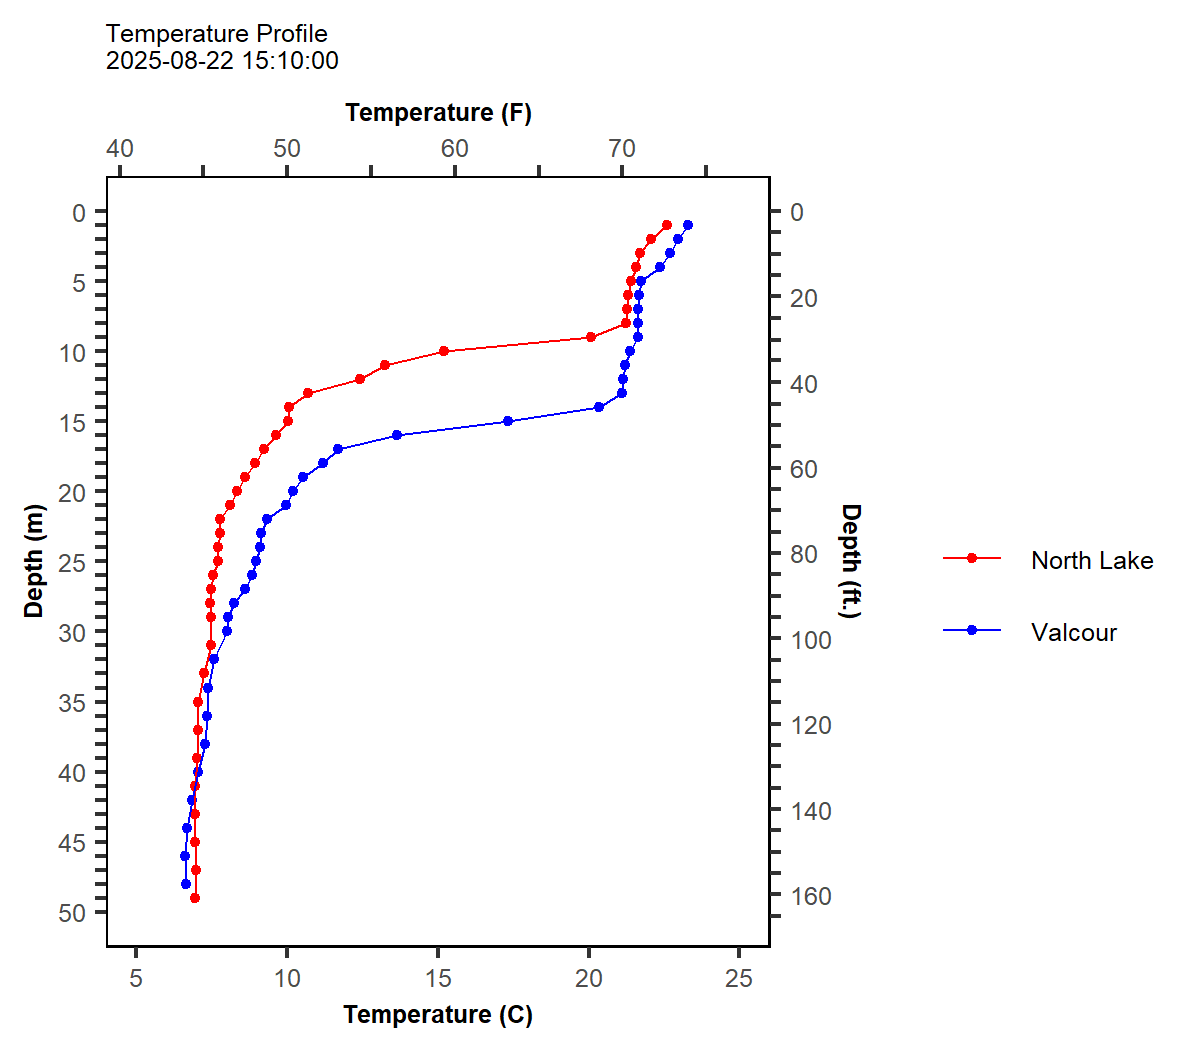 Temperature Profile
2025-08-22 15:10:00
Temperature (F)
40 50 60 70
0
5
10
15
20
25
30
35
40
45
50
Depth (m)
0
20
40
60
80
100
120
140
160
Depth (ft.)
North Lake
Valcour
5 10 15 20 25
Temperature (C)